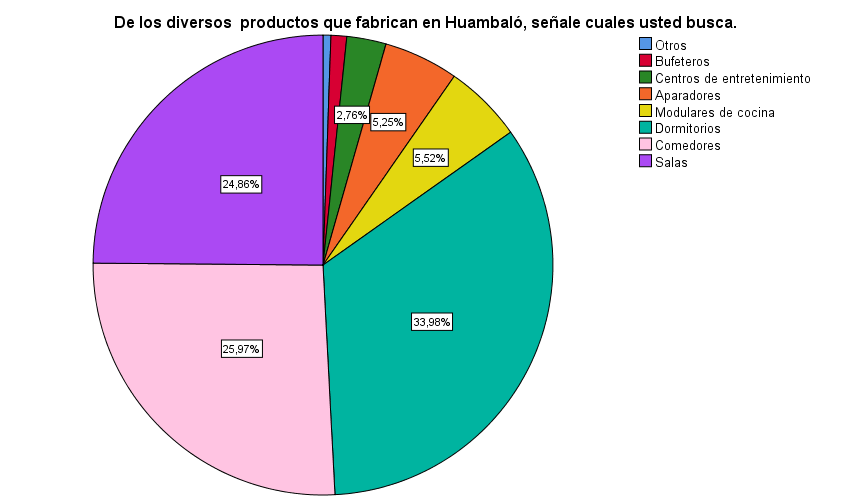 De los diversos  productos que fabrican en Huambaló, señale cuales usted busca.
Otros
Bufeteros
Centros de entretenimiento
Aparadores
Modulares de cocina
Dormitorios
Comedores
Salas
2,76%
5,25%
5,52%
24,86%
33,98%
25,97%